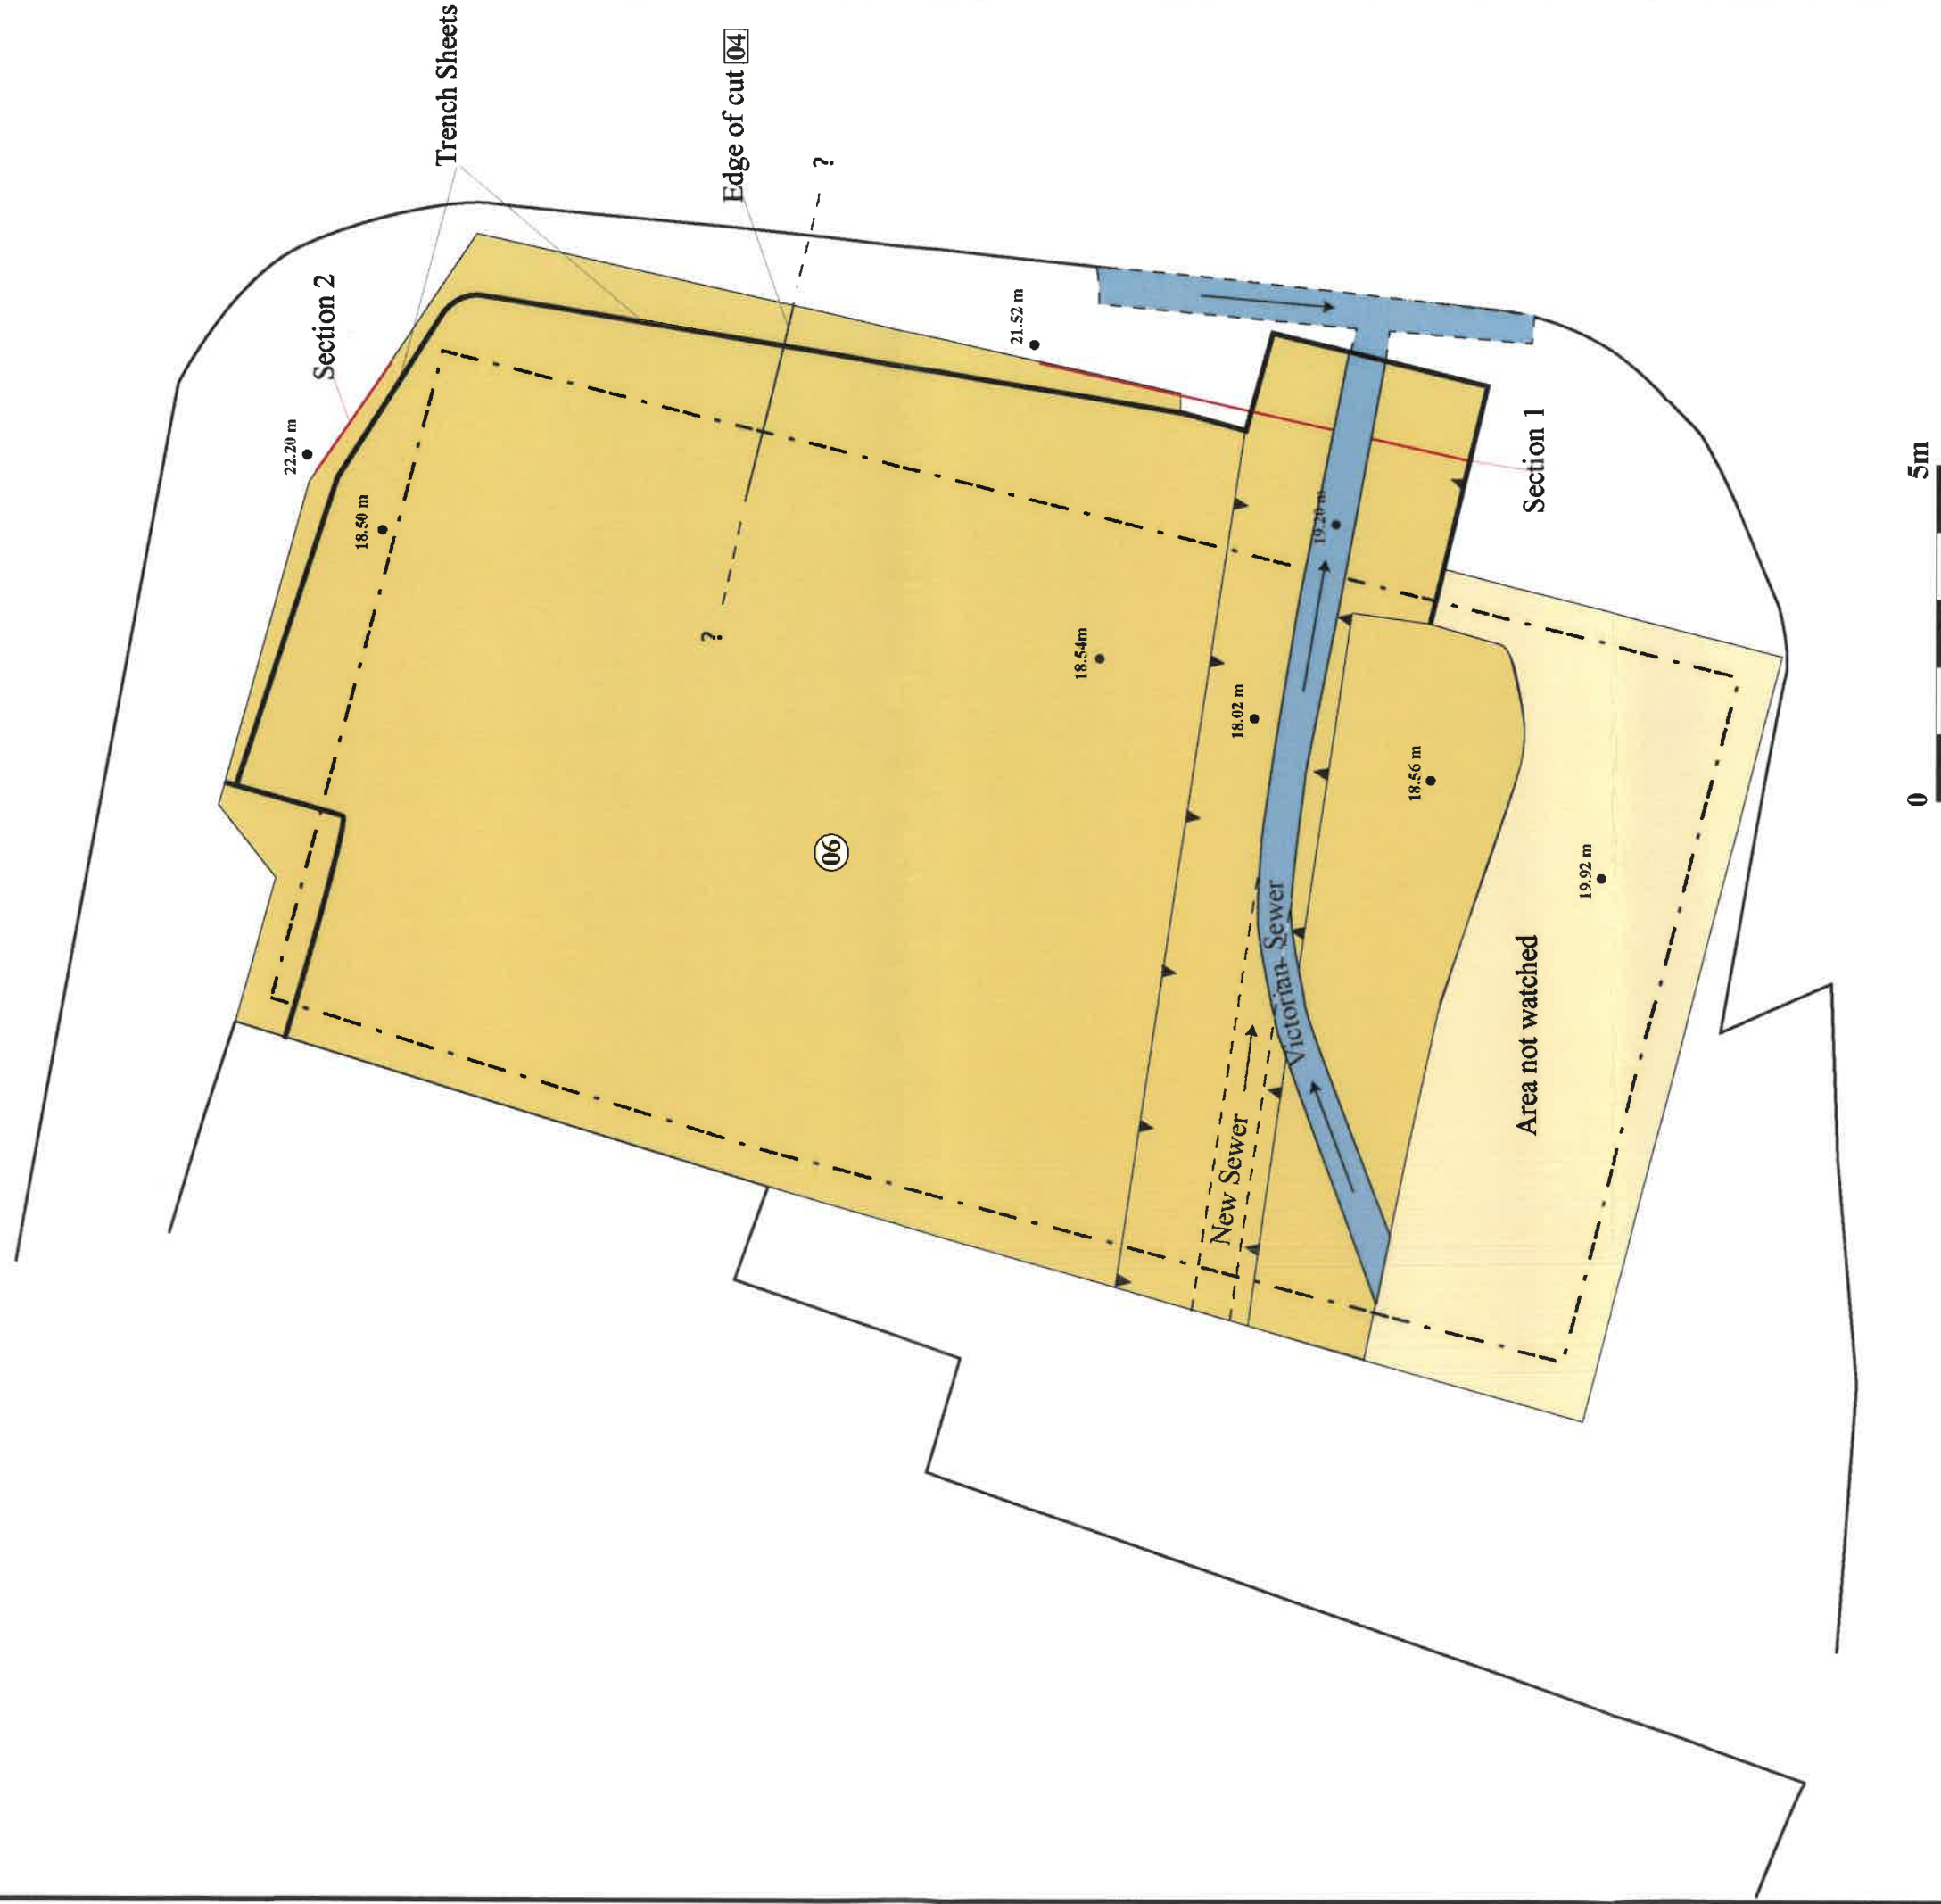 Trench Sheets
Edge of cut 04
?
Section 2
22.20 m
18.50 m
21.52 m
?
18.54m
18.02 m
19.20 m
Section 1
06
18.56 m
19.92 m
Victorian Sewer
New Sewer
Area not watched
0
5m